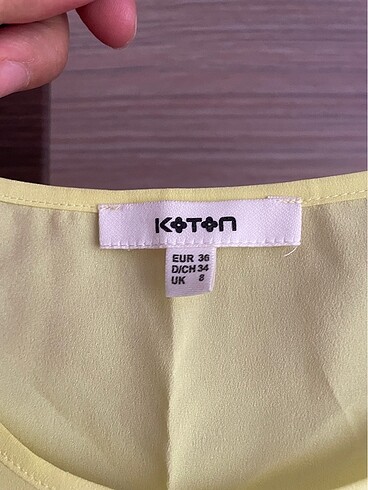 KOTON
EUR 36
D/CH 34
UK 8